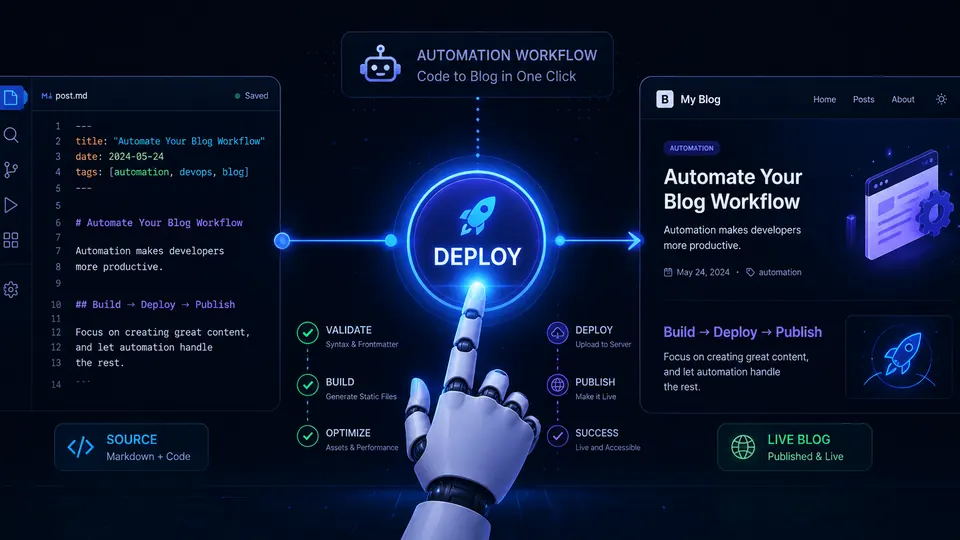 AUTOMATION WORKFLOW
Code to Blog in One Click
M↓ post.md
Saved
1 ---
2 title: "Automate Your Blog Workflow"
3 date: 2024-05-24
4 tags: [automation, devops, blog]
5 ---
5
6 # Automate Your Blog Workflow
7
7 Automation makes developers
8 more productive.
9
10 ## Build → Deploy → Publish
11
12 Focus on creating great content,
12 and let automation handle
13 the rest.
14 ---
SOURCE
Markdown + Code
DEPLOY
VALIDATE
Syntax & Frontmatter
BUILD
Generate Static Files
OPTIMIZE
Assets & Performance
DEPLOY
Upload to Server
PUBLISH
Make it Live
SUCCESS
Live and Accessible
B My Blog
Home Posts About
AUTOMATION
Automate Your
Blog Workflow
Automation makes developers
more productive.
May 24, 2024 • automation
Build → Deploy → Publish
Focus on creating great content,
and let automation handle
the rest.
LIVE BLOG
Published & Live